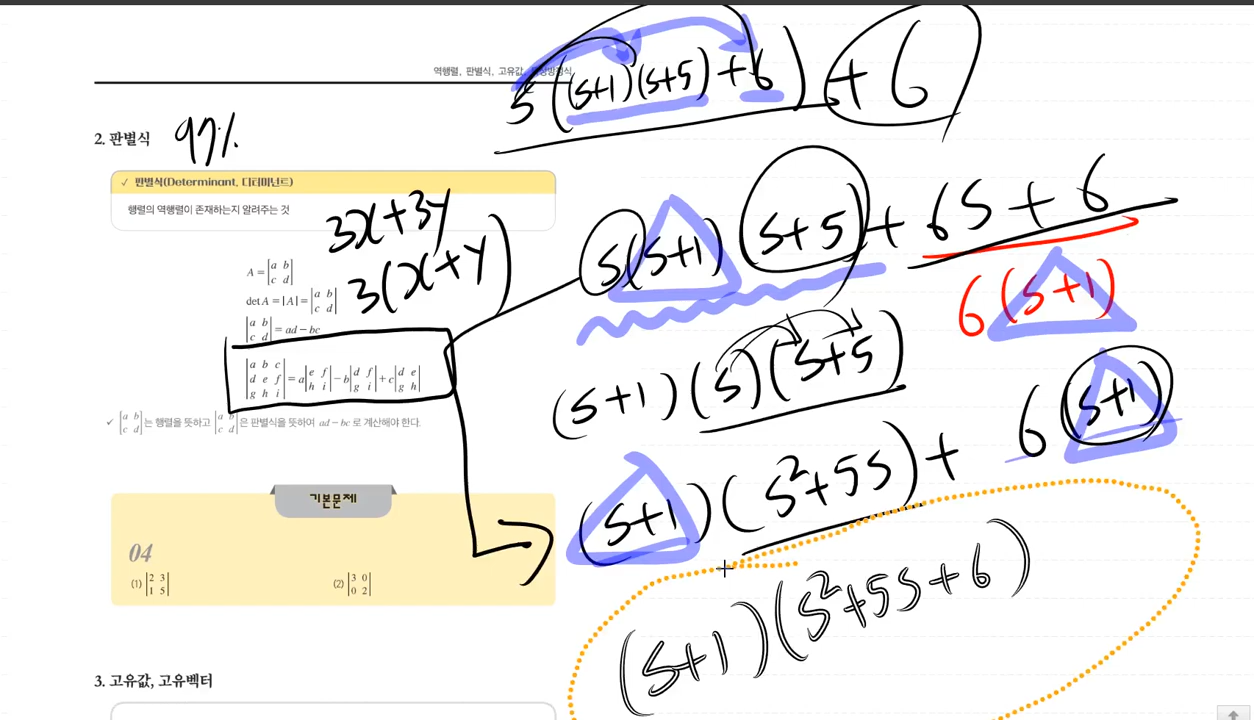 역행렬, 판별식, 고유값,
s((s+1)(s+5)+6)+6
2. 판별식
97%
✓ 판별식(Determinant, 디터미넌트)
행렬의 역행렬이 존재하는지 알려주는 것
3x+3y
3(x+y)
s(s+1)(s+5)+6s+6
6(s+1)
A=|a b; c d|
detA=|A|=|a b; c d|
|a b; c d|=ad-bc
|a b c; d e f; g h i|=a|e f; h i|-b|d f; g i|+c|d e; g h|
(s+1)(s)(s+5)
6(s+1)
✓ |a b; c d|는 행렬을 뜻하고 |a b; c d|은 판별식을 뜻하여 ad-bc로 계산해야 한다.
(s+1)(s²+5s)+
기본문제
04
(1) |2 3; 1 5|
(2) |3 0; 0 2|
(s+1)(s²+5s+6)
3. 고유값, 고유벡터